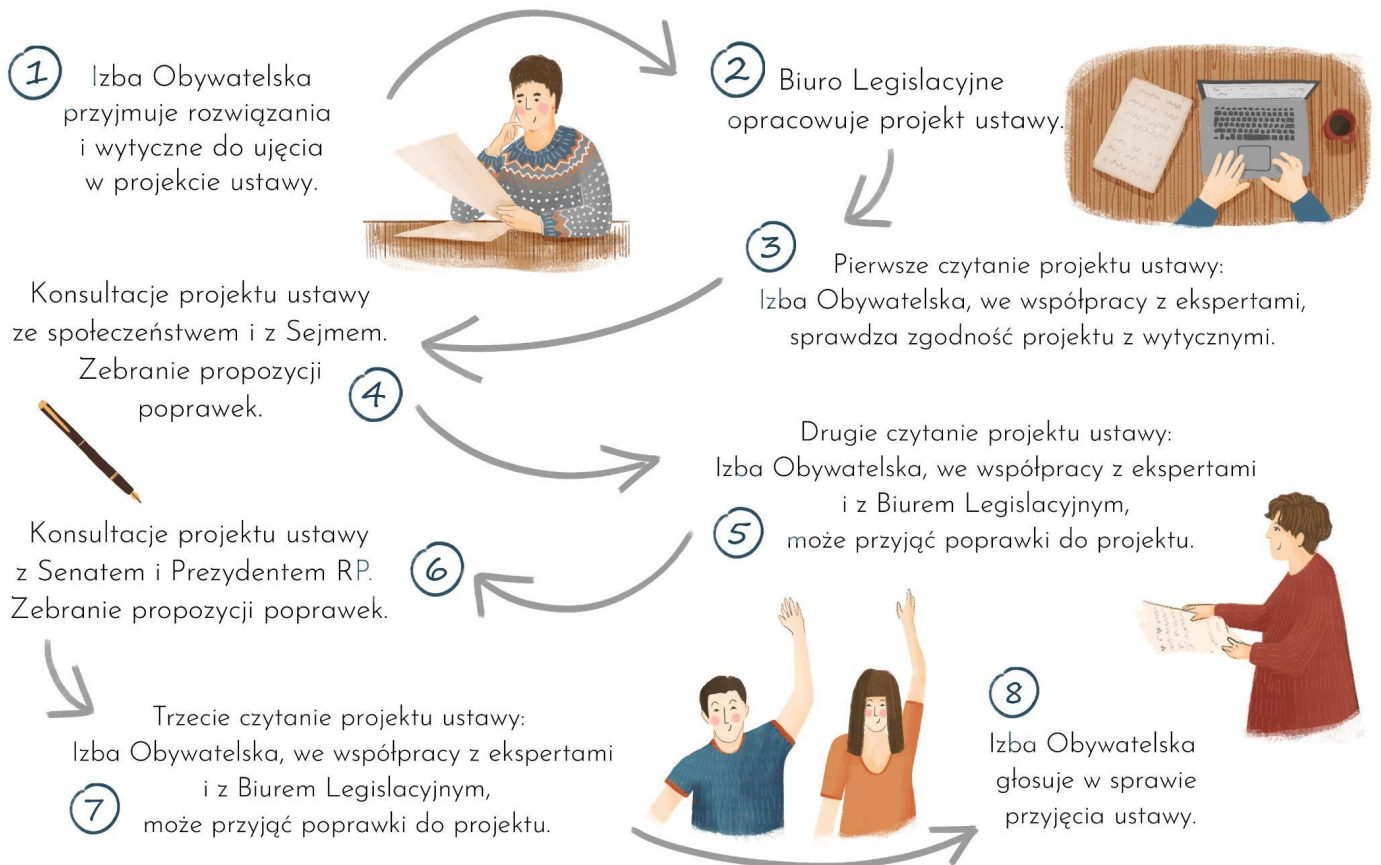 1
Izba Obywatelska
przyjmuje rozwiązania
i wytyczne do ujęcia
w projekcie ustawy.
2
Biuro Legislacyjne
opracowuje projekt ustawy.
3
Pierwsze czytanie projektu ustawy:
Izba Obywatelska, we współpracy z ekspertami,
sprawdza zgodność projektu z wytycznymi.
Konsultacje projektu ustawy
ze społeczeństwem i z Sejmem.
Zebranie propozycji
poprawek.
4
Drugie czytanie projektu ustawy:
Izba Obywatelska, we współpracy z ekspertami
i z Biurem Legislacyjnym,
może przyjąć poprawki do projektu.
5
Konsultacje projektu ustawy
z Senatem i Prezydentem RP.
Zebranie propozycji poprawek.
6
Trzecie czytanie projektu ustawy:
Izba Obywatelska, we współpracy z ekspertami
i z Biurem Legislacyjnym,
może przyjąć poprawki do projektu.
7
8
Izba Obywatelska
głosuje w sprawie
przyjęcia ustawy.